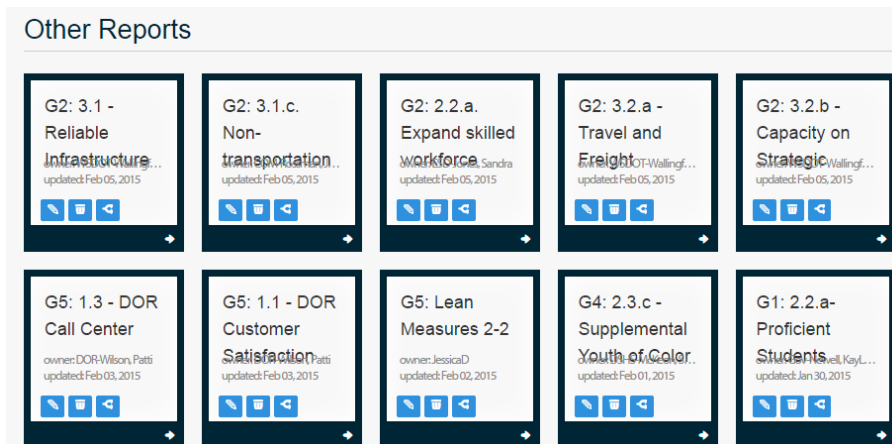 Other Reports
G2: 3.1 -
Reliable
Infrastructure
updated: Feb 05, 2015
G2: 3.1.c.
Non-
transportation
updated: Feb 05, 2015
G2: 2.2.a.
Expand skilled
workforce
Sandra
updated: Feb 05, 2015
G2: 3.2.a -
Travel and
Freight
updated: Feb 05, 2015
G2: 3.2.b -
Capacity on
Strategic
updated: Feb 05, 2015
G5: 1.3 - DOR
Call Center
owner: DOR-Wilson, Patti
updated: Feb 03, 2015
G5: 1.1 - DOR
Customer
Satisfaction
Patti
updated: Feb 03, 2015
G5: Lean
Measures 2-2
owner: JessicaD
updated: Feb 02, 2015
G4: 2.3.c -
Supplemental
Youth of Color
updated: Feb 01, 2015
G1: 2.2.a-
Proficient
Students
updated: Jan 30, 2015